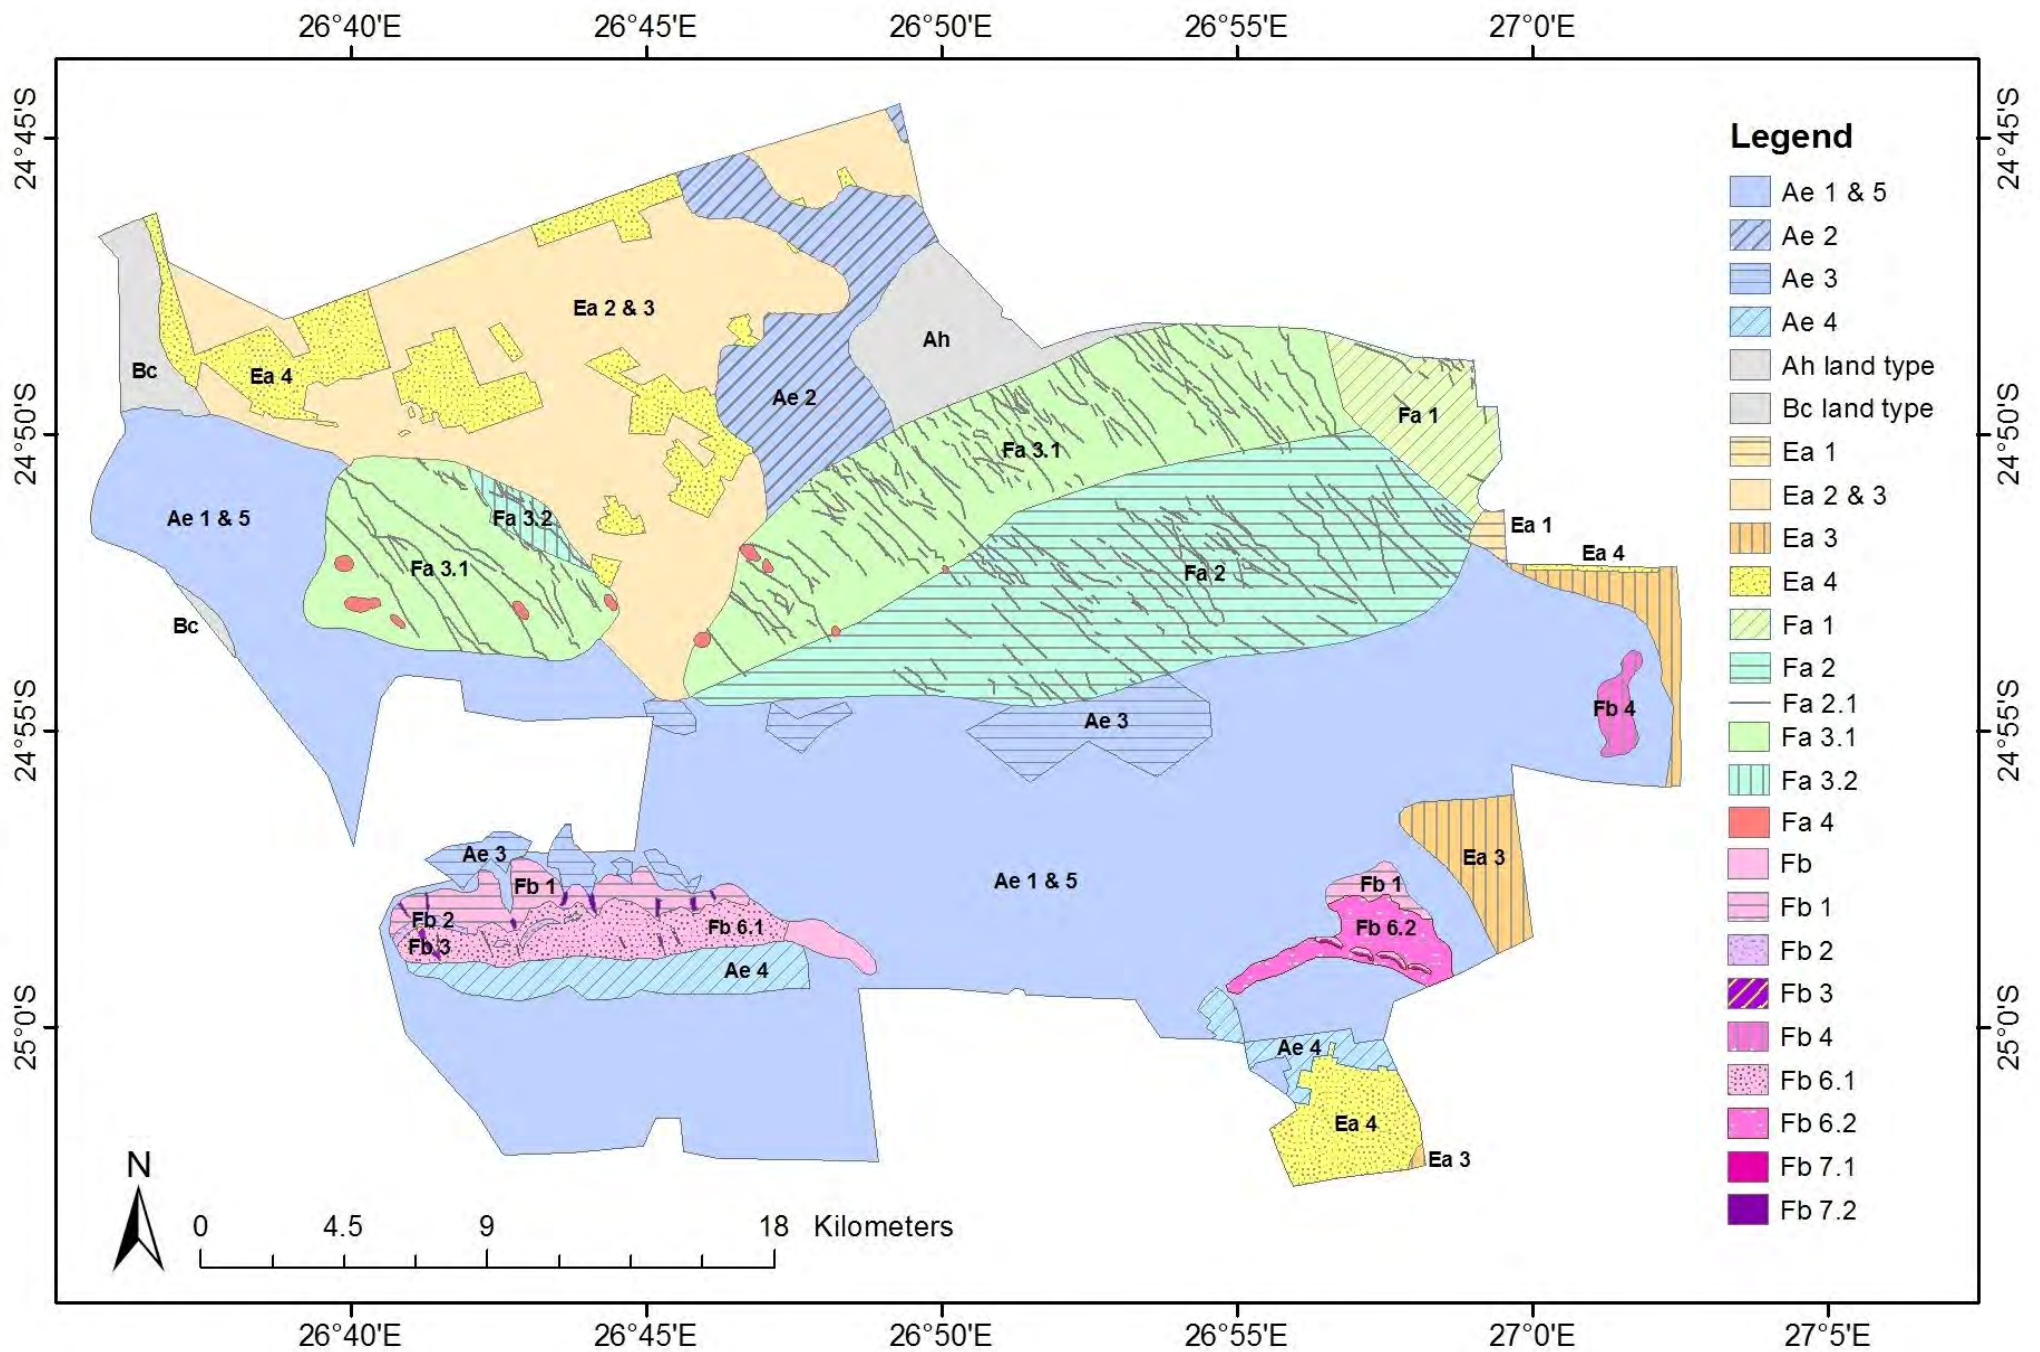 26°40'E 26°45'E 26°50'E 26°55'E 27°0'E
24°45'S 24°45'S
24°50'S 24°50'S
24°55'S 24°55'S
25°0'S 25°0'S
Ea 2 & 3
Ah
Bc
Ea 4
Ae 2
Fa 1
Fa 3.1
Ae 1 & 5
Fa 3.2
Ea 1
Ea 4
Fa 3.1
Fa 2
Bc
Fb 4
Ae 3
Ae 3
Ea 3
Ae 1 & 5
Fb 1
Fb 1
Fb 2
Fb 6.1
Fb 6.2
Fb 3
Ae 4
Ae 4
Ea 4
Ea 3
Legend
Ae 1 & 5
Ae 2
Ae 3
Ae 4
Ah land type
Bc land type
Ea 1
Ea 2 & 3
Ea 3
Ea 4
Fa 1
Fa 2
Fa 2.1
Fa 3.1
Fa 3.2
Fa 4
Fb
Fb 1
Fb 2
Fb 3
Fb 4
Fb 6.1
Fb 6.2
Fb 7.1
Fb 7.2
N
0 4.5 9 18 Kilometers
26°40'E 26°45'E 26°50'E 26°55'E 27°0'E 27°5'E